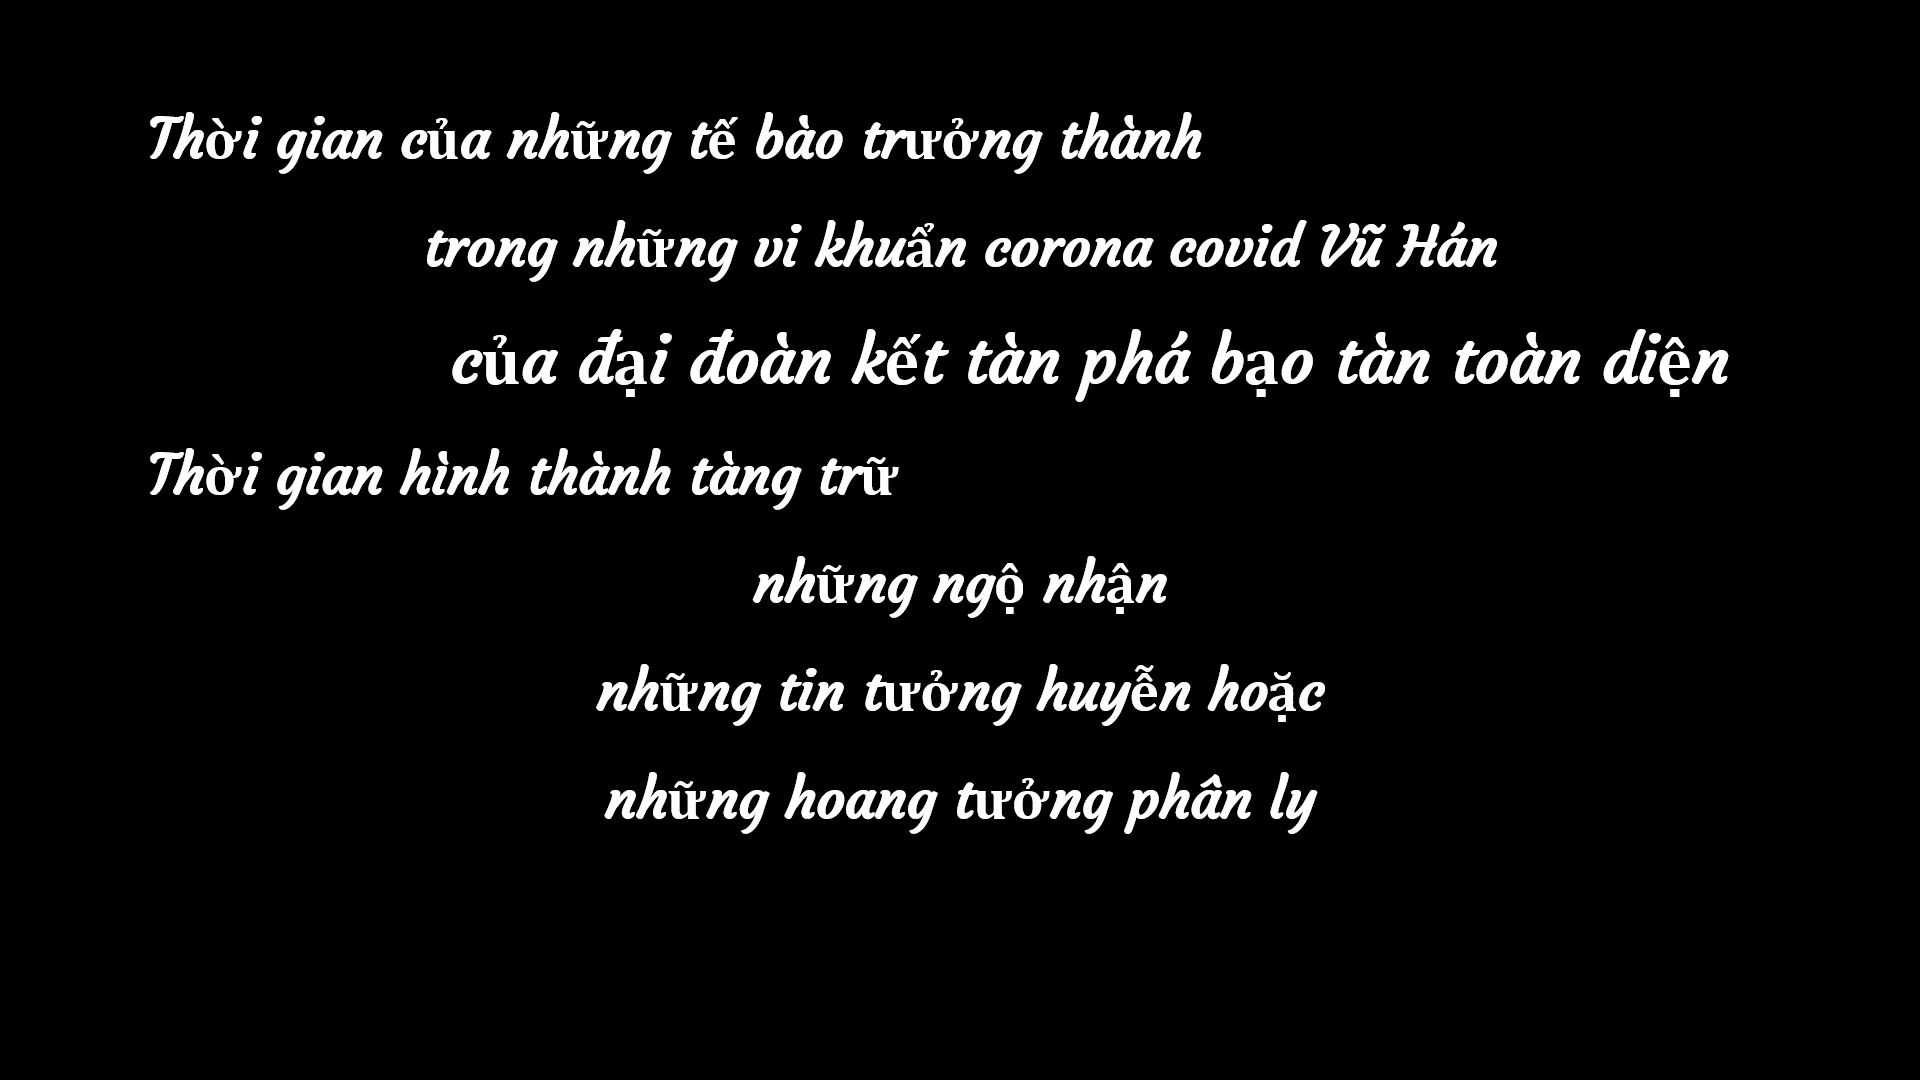 Thời gian của những tế bào trưởng thành
trong những vi khuẩn corona covid Vũ Hán
của đại đoàn kết tàn phá bạo tàn toàn diện
Thời gian hình thành tàng trữ
những ngộ nhận
những tin tưởng huyễn hoặc
những hoang tưởng phân ly